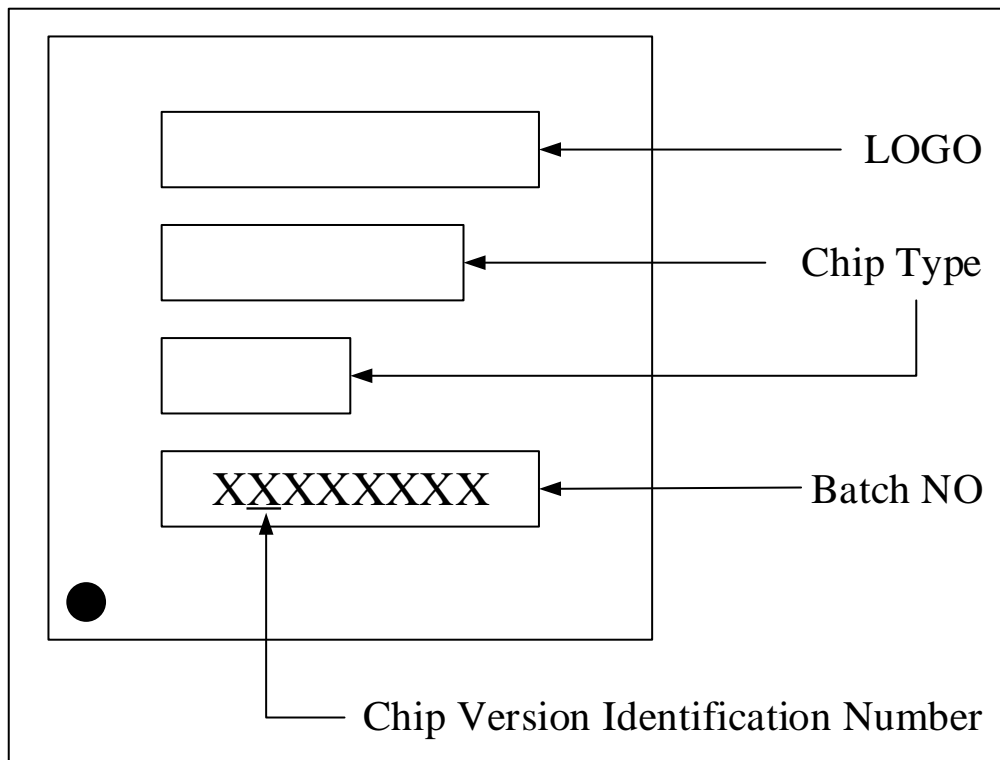 LOGO
Chip Type
XXXXXXXX
Batch NO
Chip Version Identification Number